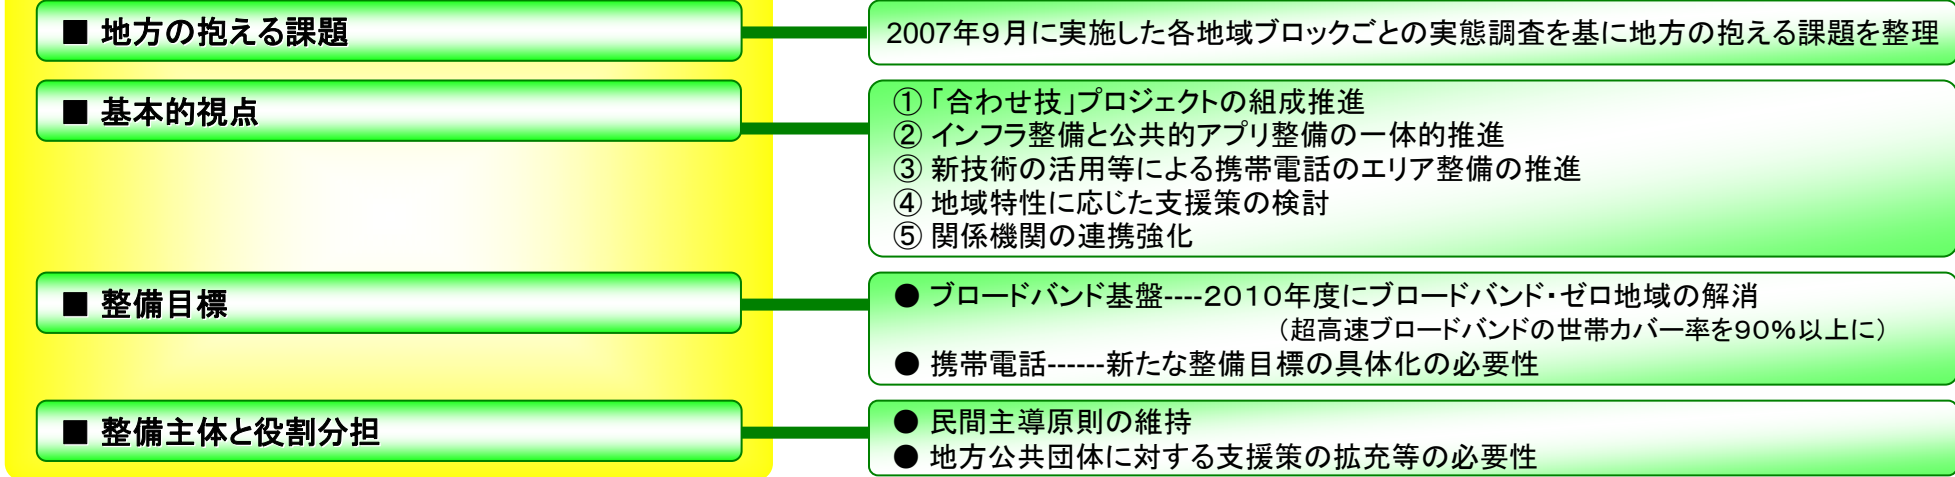 ■ 地方の抱える課題
2007年９月に実施した各地域ブロックごとの実態調査を基に地方の抱える課題を整理
■ 基本的視点
① 「合わせ技」プロジェクトの組成推進
② インフラ整備と公共的アプリ整備の一体的推進
③ 新技術の活用等による携帯電話のエリア整備の推進
④ 地域特性に応じた支援策の検討
⑤ 関係機関の連携強化
■ 整備目標
● ブロードバンド基盤----２０１０年度にブロードバンド・ゼロ地域の解消
（超高速ブロードバンドの世帯カバー率を９０％以上に）
● 携帯電話------新たな整備目標の具体化の必要性
■ 整備主体と役割分担
● 民間主導原則の維持
● 地方公共団体に対する支援策の拡充等の必要性